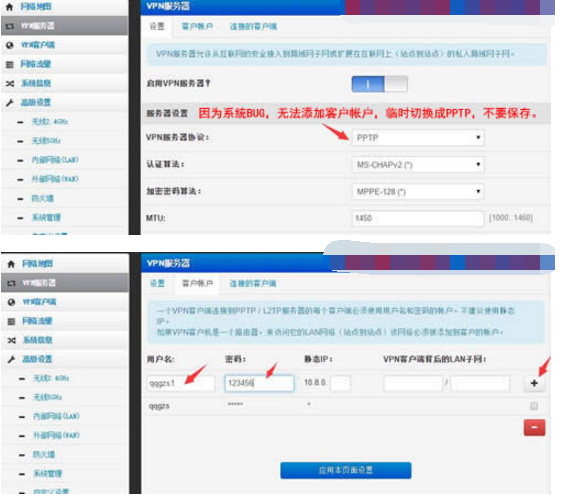 网络地图
VPN服务器
VPN客户端
网络流量
系统信息
高级设置
无线2.4GHz
无线5GHz
内部网络(LAN)
外部网络(WAN)
防火墙
系统管理
VPN服务器
设置 客户帐户 连接的客户端
VPN服务器允许从互联网的安全接入到局域网子网或扩展在互联网上（站点到站点）的私人局域网子网。
启用VPN服务器?
服务器设置 因为系统BUG，无法添加客户帐户，临时切换成PPTP，不要保存。
VPN服务器协议: PPTP
认证算法: MS-CHAPv2 (*)
加密密码算法: MPPE-128 (*)
MTU: 1450 [1000..1460]
网络地图
VPN服务器
VPN客户端
网络流量
系统信息
高级设置
无线2.4GHz
无线5GHz
内部网络(LAN)
外部网络(WAN)
防火墙
系统管理
自定义设置
VPN服务器
设置 客户帐户 连接的客户端
一个VPN客户端连接到PPTP / L2TP服务器的每个客户端必须使用用户名和密码的帐户。不建议使用静态
IP。
如果VPN客户机是一个路由器，来访问它的LAN网络（站点到站点）该网络必须被添加到客户的帐户。
用户名: 密码: 静态IP: VPN客户端背后的LAN子网:
qqgzs1 123456 10.8.0. / +
qqgzs ***** *
应用本页面设置